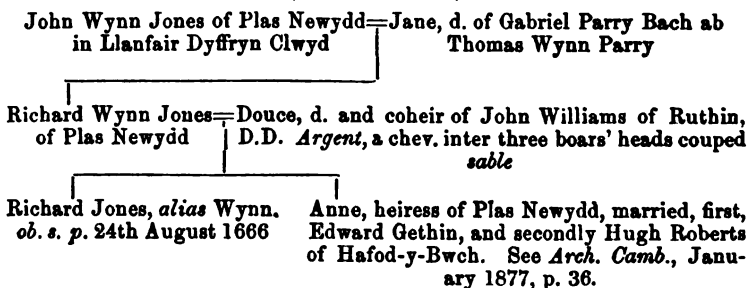 John Wynn Jones of Plas Newydd=Jane, d. of Gabriel Parry Bach ab
in Llanfair Dyffryn Clwyd Thomas Wynn Parry
Richard Wynn Jones=Douce, d. and coheir of John Williams of Ruthin,
of Plas Newydd D.D. Argent, a chev. inter three boars' heads couped
sable
Richard Jones, alias Wynn. Anne, heiress of Plas Newydd, married, first,
ob. s. p. 24th August 1666 Edward Gethin, and secondly Hugh Roberts
of Hafod-y-Bwch. See Arch. Camb., Janu-
ary 1877, p. 36.